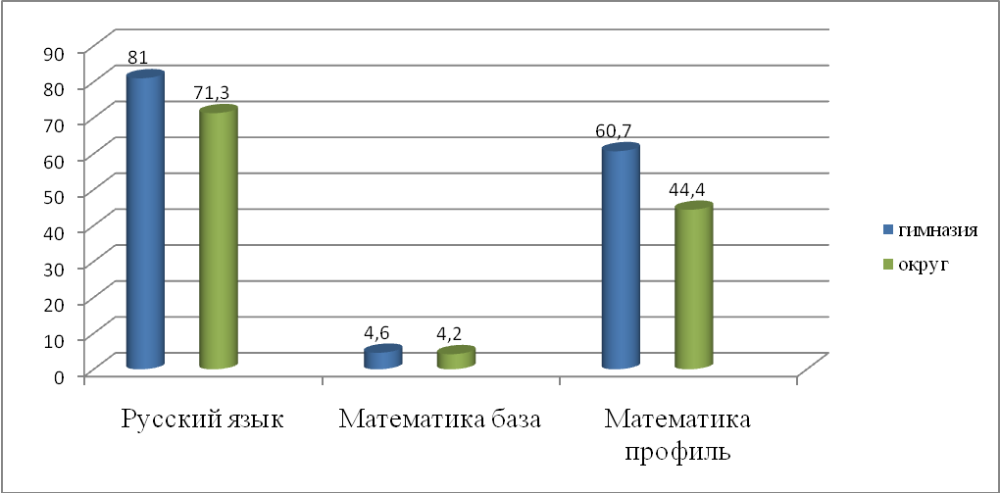 90
80
70
60
50
40
30
20
10
0
81
71,3
4,6
4,2
60,7
44,4
Русский язык
Математика база
Математика
профиль
гимназия
округ